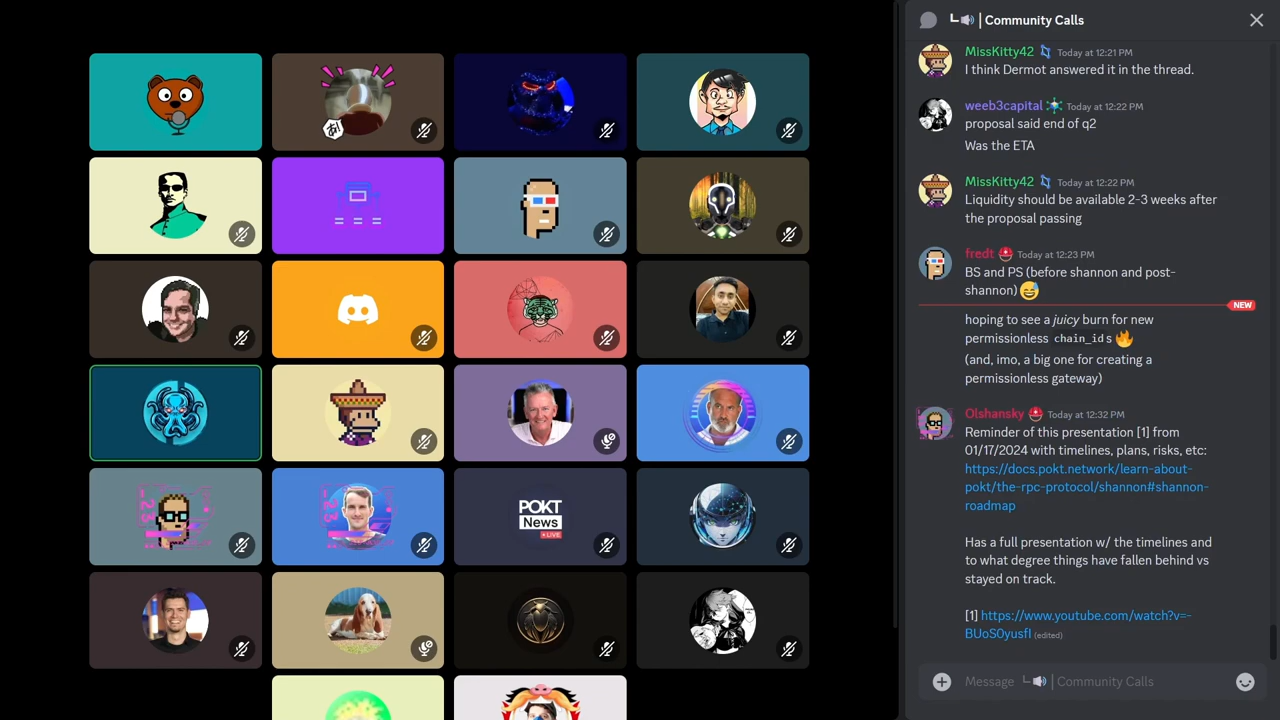 | Community Calls
MissKitty42 Today at 12:21 PM
I think Dermot answered it in the thread.
weeb3capital Today at 12:22 PM
proposal said end of q2
Was the ETA
MissKitty42 Today at 12:22 PM
Liquidity should be available 2-3 weeks after
the proposal passing
fredt Today at 12:23 PM
BS and PS (before shannon and post-
shannon)😅
NEW
hoping to see a juicy burn for new
permissionless chain_id s🔥
(and, imo, a big one for creating a
permissionless gateway)
Olshansky Today at 12:32 PM
Reminder of this presentation [1] from
01/17/2024 with timelines, plans, risks, etc:
https://docs.pokt.network/learn-about-
pokt/the-rpc-protocol/shannon#shannon-
roadmap
Has a full presentation w/ the timelines and
to what degree things have fallen behind vs
stayed on track.
[1] https://www.youtube.com/watch?v=-
BUoS0yusfI (edited)
Message | Community Calls
あ
POKT
News
LIVE